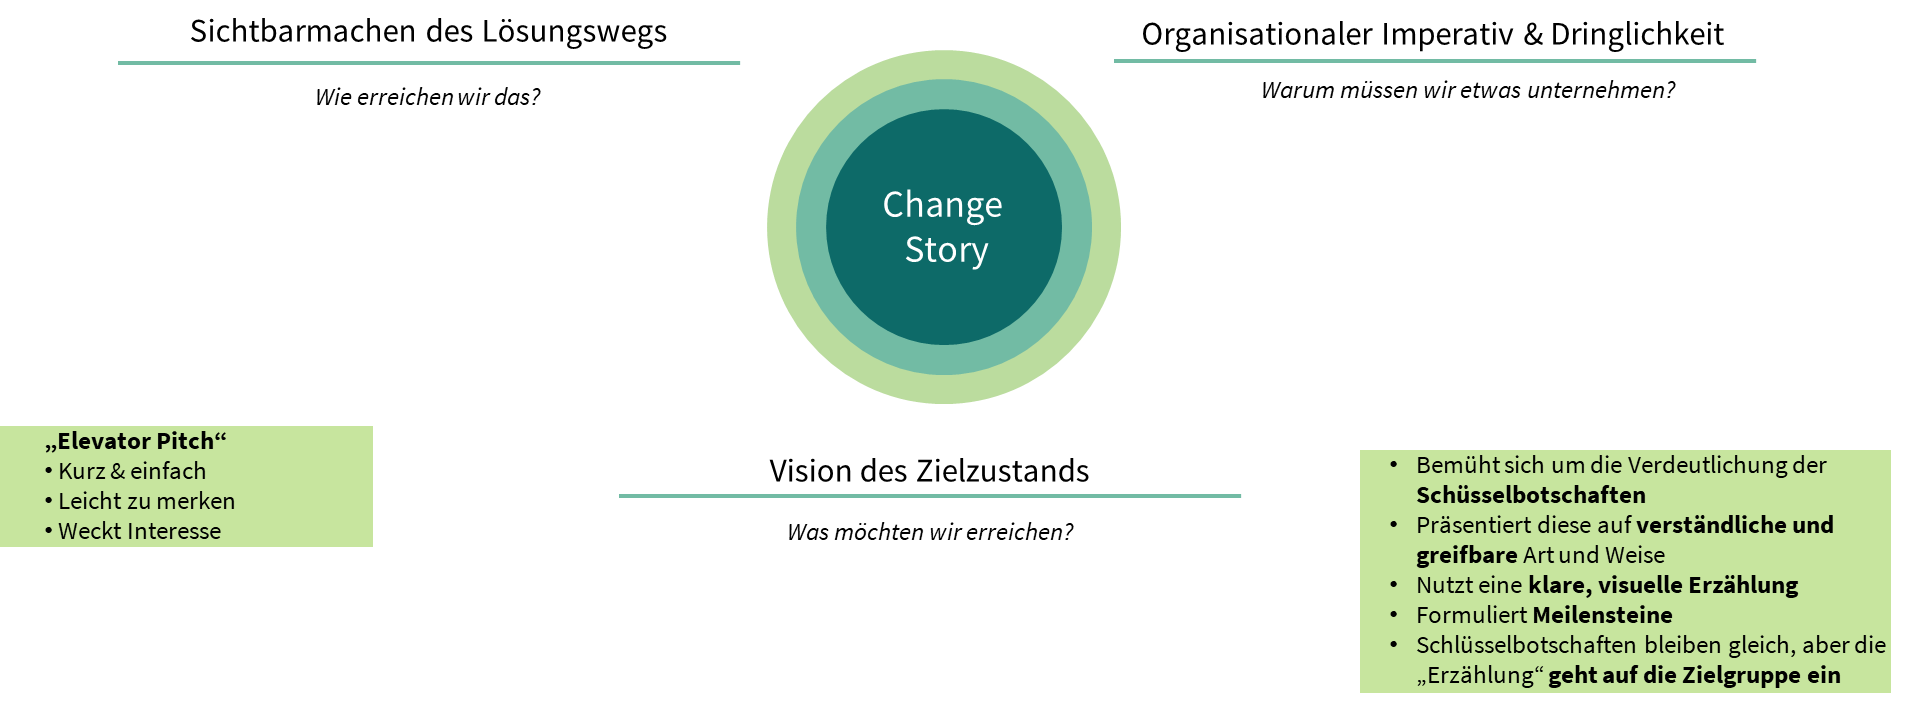 Sichtbarmachen des Lösungswegs
Wie erreichen wir das?
Organisationaler Imperativ & Dringlichkeit
Warum müssen wir etwas unternehmen?
Change
Story
„Elevator Pitch“
• Kurz & einfach
• Leicht zu merken
• Weckt Interesse
Vision des Zielzustands
Was möchten wir erreichen?
• Bemüht sich um die Verdeutlichung der
Schüsselbotschaften
• Präsentiert diese auf verständliche und
greifbare Art und Weise
• Nutzt eine klare, visuelle Erzählung
• Formuliert Meilensteine
• Schlüsselbotschaften bleiben gleich, aber die
„Erzählung“ geht auf die Zielgruppe ein